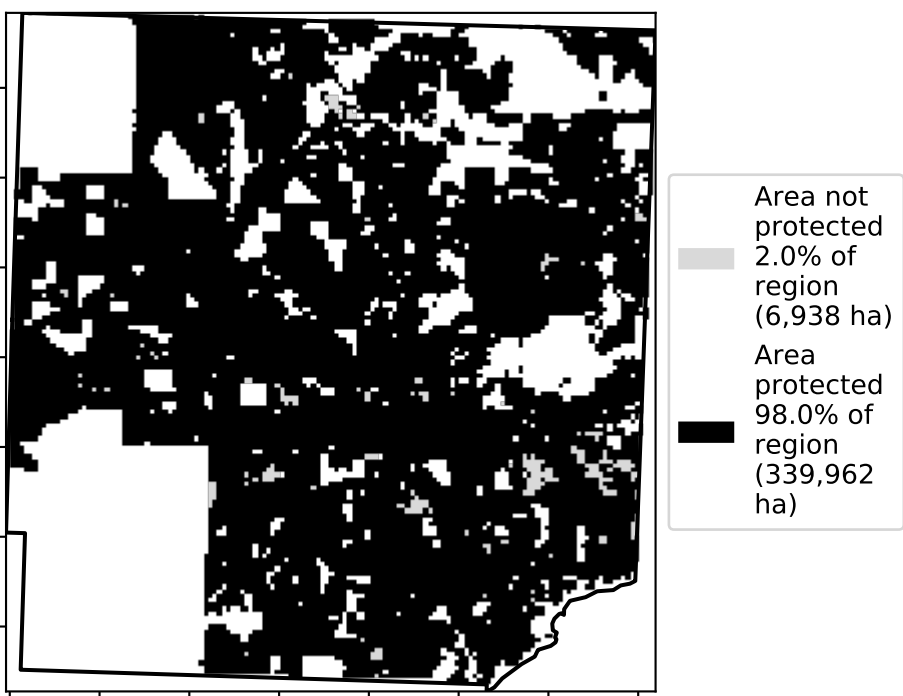 Area not
protected
2.0% of
region
(6,938 ha)
Area
protected
98.0% of
region
(339,962
ha)